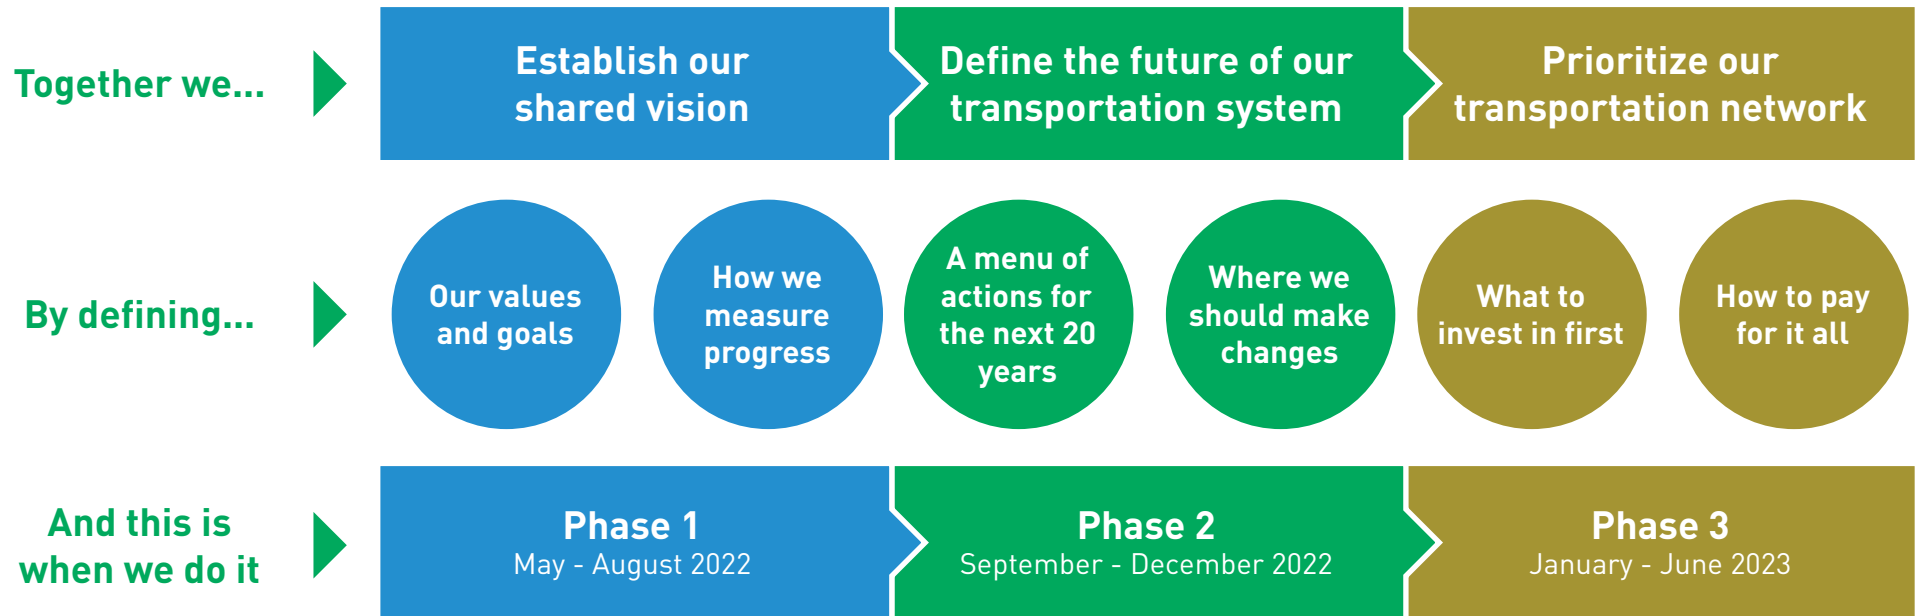 Together we...
Establish our
shared vision
Define the future of our
transportation system
Prioritize our
transportation network
By defining...
Our values
and goals
How we
measure
progress
A menu of
actions for
the next 20
years
Where we
should make
changes
What to
invest in first
How to pay
for it all
And this is
when we do it
Phase 1
May - August 2022
Phase 2
September - December 2022
Phase 3
January - June 2023